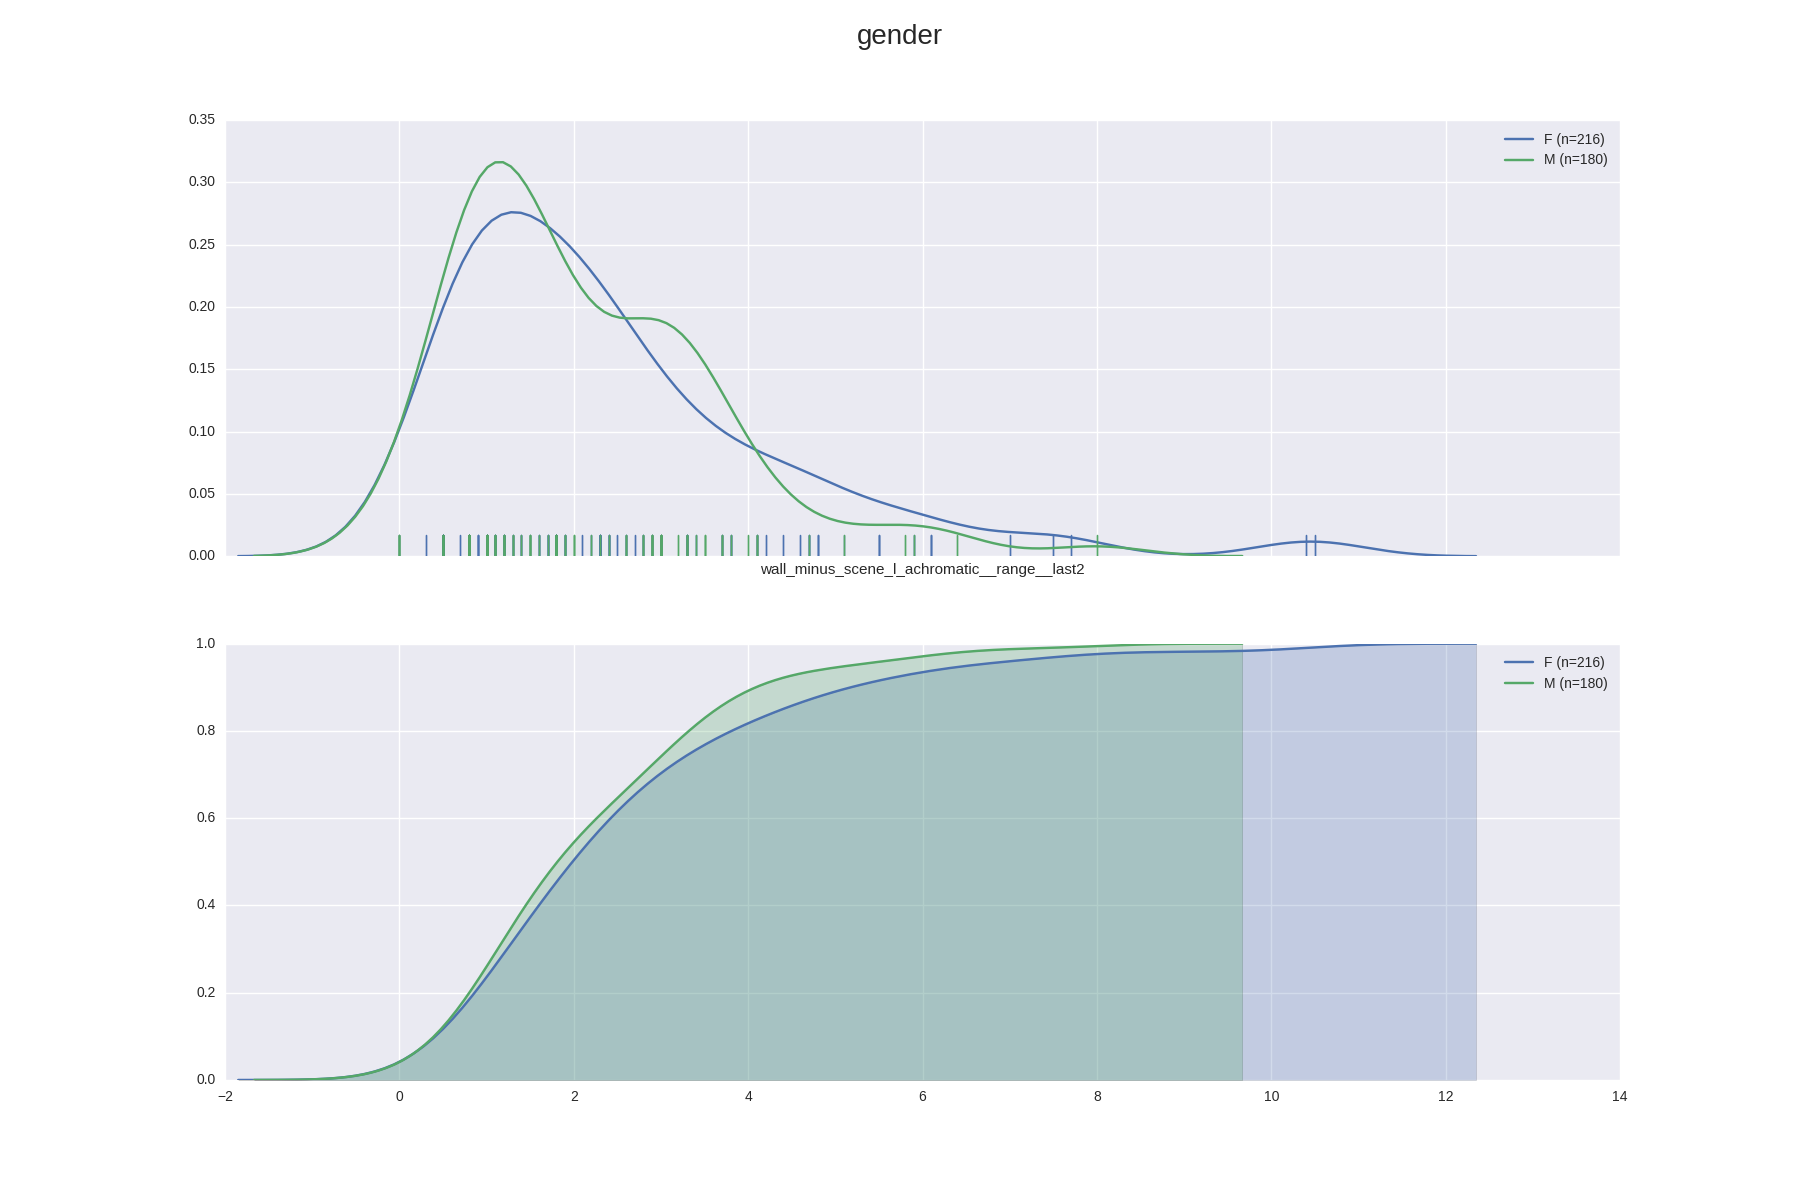 gender
0.35
0.30
0.25
0.20
0.15
0.10
0.05
0.00
F (n=216)
M (n=180)
wall_minus_scene_l_achromatic__range__last2
1.0
0.8
0.6
0.4
0.2
0.0
F (n=216)
M (n=180)
−2 0 2 4 6 8 10 12 14